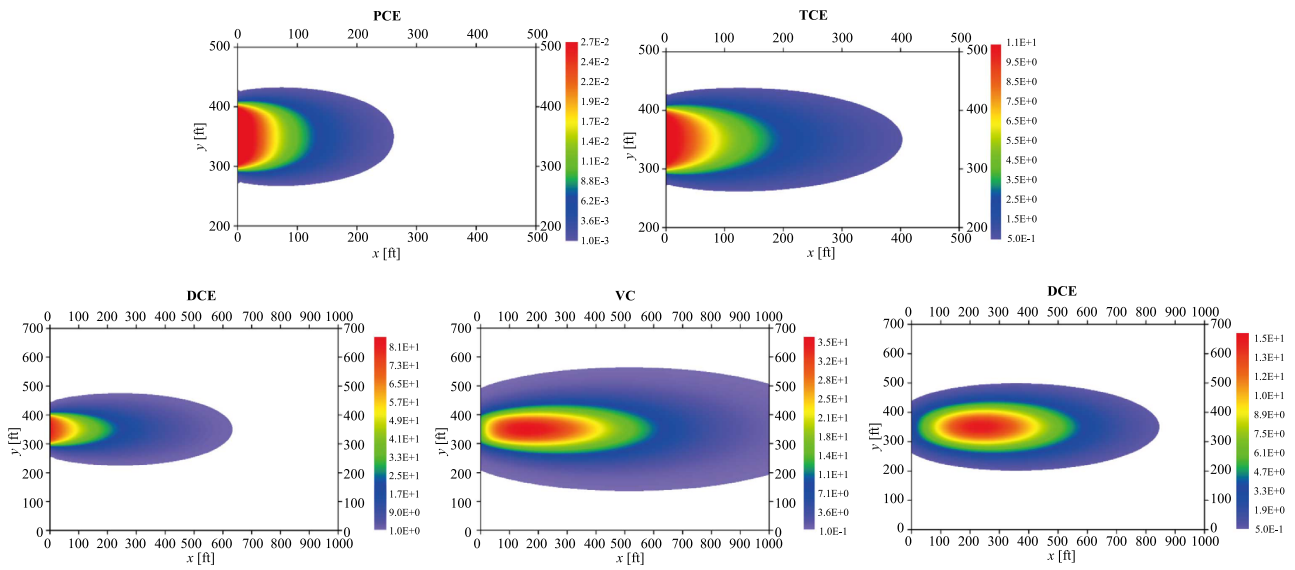 PCE
0 100 200 300 400 500
500 500
400 400
300 300
200 200
0 100 200 300 400 500
y [ft]
x [ft]
2.7E-2
2.4E-2
2.2E-2
1.9E-2
1.7E-2
1.4E-2
1.1E-2
8.8E-3
6.2E-3
3.6E-3
1.0E-3
TCE
0 100 200 300 400 500
500 500
400 400
300 300
200 200
0 100 200 300 400 500
y [ft]
x [ft]
1.1E+1
9.5E+0
8.5E+0
7.5E+0
6.5E+0
5.5E+0
4.5E+0
3.5E+0
2.5E+0
1.5E+0
5.0E-1
DCE
0 100 200 300 400 500 600 700 800 900 1000
700 700
600 600
500 500
400 400
300 300
200 200
100 100
0 0
0 100 200 300 400 500 600 700 800 900 1000
y [ft]
x [ft]
8.1E+1
7.3E+1
6.5E+1
5.7E+1
4.9E+1
4.1E+1
3.3E+1
2.5E+1
1.7E+1
9.0E+0
1.0E+0
VC
0 100 200 300 400 500 600 700 800 900 1000
700 700
600 600
500 500
400 400
300 300
200 200
100 100
0 0
0 100 200 300 400 500 600 700 800 900 1000
y [ft]
x [ft]
3.5E+1
3.2E+1
2.8E+1
2.5E+1
2.1E+1
1.8E+1
1.4E+1
1.1E+1
7.1E+0
3.6E+0
1.0E-1
DCE
0 100 200 300 400 500 600 700 800 900 1000
700 700
600 600
500 500
400 400
300 300
200 200
100 100
0 0
0 100 200 300 400 500 600 700 800 900 1000
y [ft]
x [ft]
1.5E+1
1.3E+1
1.2E+1
1.0E+1
8.9E+0
7.5E+0
6.1E+0
4.7E+0
3.3E+0
1.9E+0
5.0E-1